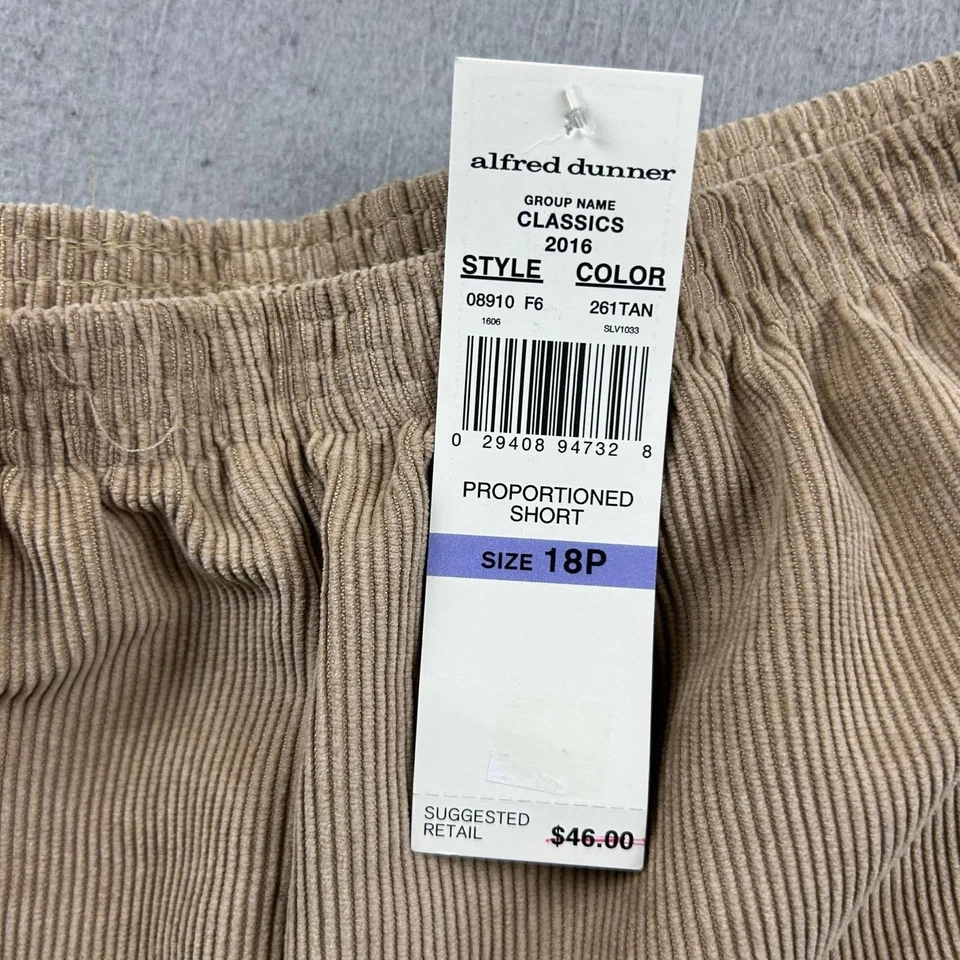 alfred dunner
GROUP NAME
CLASSICS
2016
STYLE COLOR
08910 F6 261TAN
1606 SLV1033
0 29408 94732 8
PROPORTIONED
SHORT
SIZE 18P
SUGGESTED
RETAIL $46.00